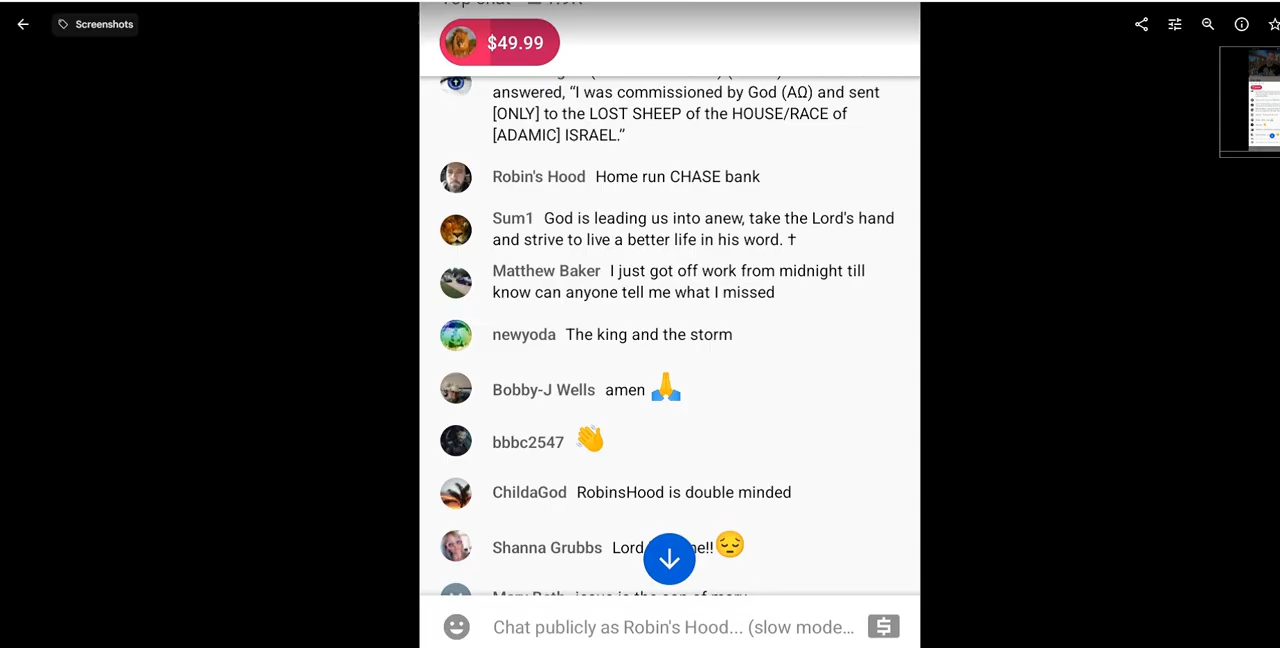 Screenshots
$49.99
answered, “I was commissioned by God (ΑΩ) and sent
[ONLY] to the LOST SHEEP of the HOUSE/RACE of
[ADAMIC] ISRAEL.”
Robin's Hood Home run CHASE bank
Sum1 God is leading us into anew, take the Lord's hand
and strive to live a better life in his word. †
Matthew Baker I just got off work from midnight till
know can anyone tell me what I missed
newyoda The king and the storm
Bobby-J Wells amen 🙏
bbbc2547 👋
ChildaGod RobinsHood is double minded
Shanna Grubbs Lord !! 😔
Chat publicly as Robin's Hood... (slow mode...